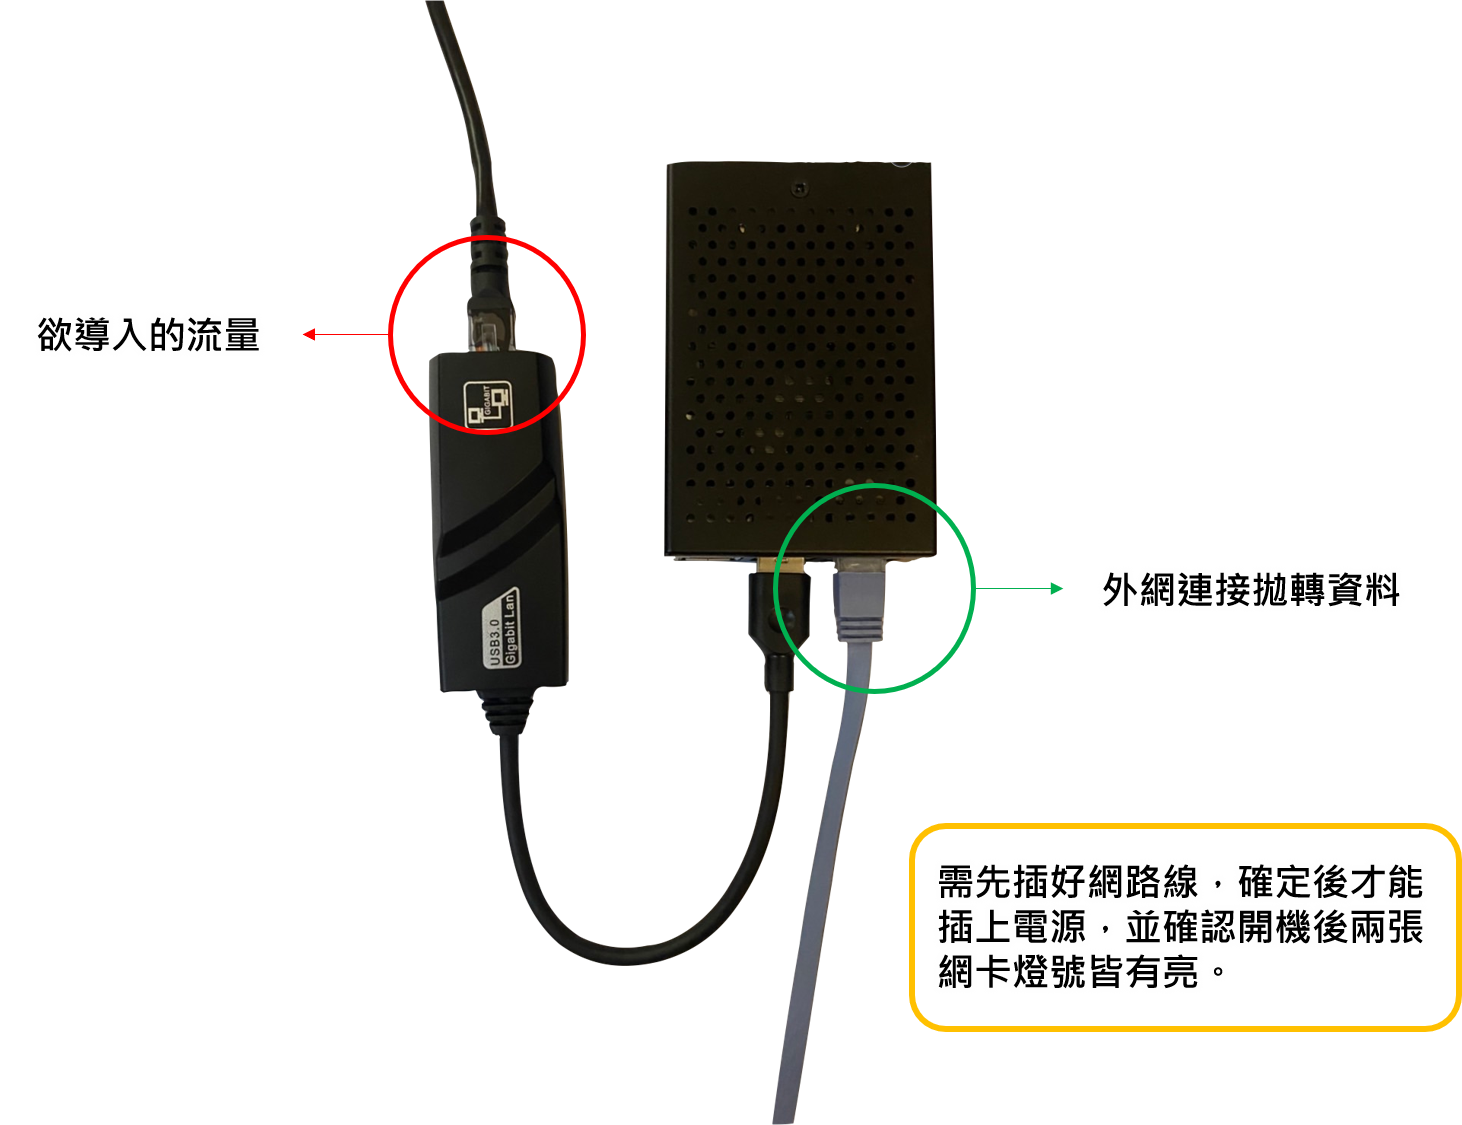 欲導入的流量
GIGABIT
USB3.0
Gigabit Lan
外網連接拋轉資料
需先插好網路線，確定後才能
插上電源，並確認開機後兩張
網卡燈號皆有亮。